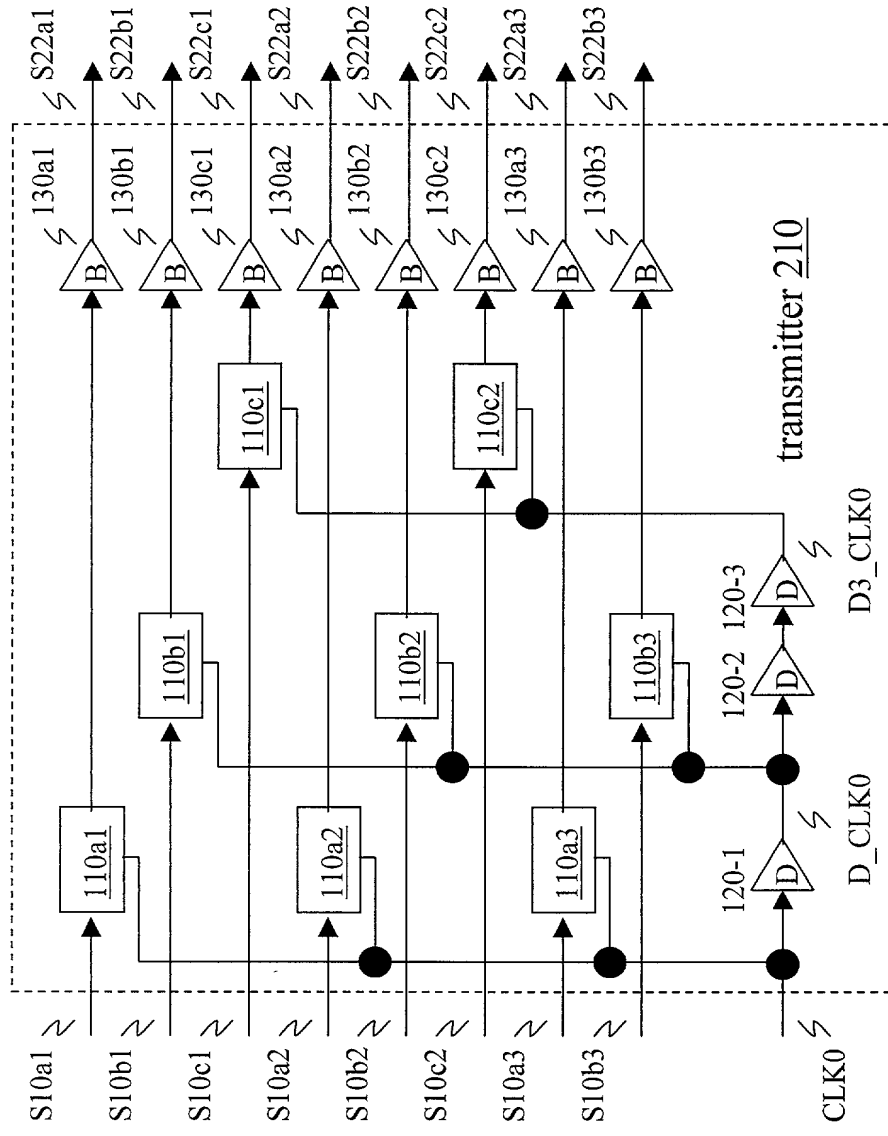 S22a1
S22b1
S22c1
S22a2
S22b2
S22c2
S22a3
S22b3
130a1
130b1
130c1
130a2
130b2
130c2
130a3
130b3
B
B
B
B
B
B
B
B
110c1
110c2
110b1
110b2
110b3
110a1
110a2
110a3
transmitter 210
120-3
120-2
120-1
D
D
D
D3_CLK0
D_CLK0
S10a1
S10b1
S10c1
S10a2
S10b2
S10c2
S10a3
S10b3
CLK0